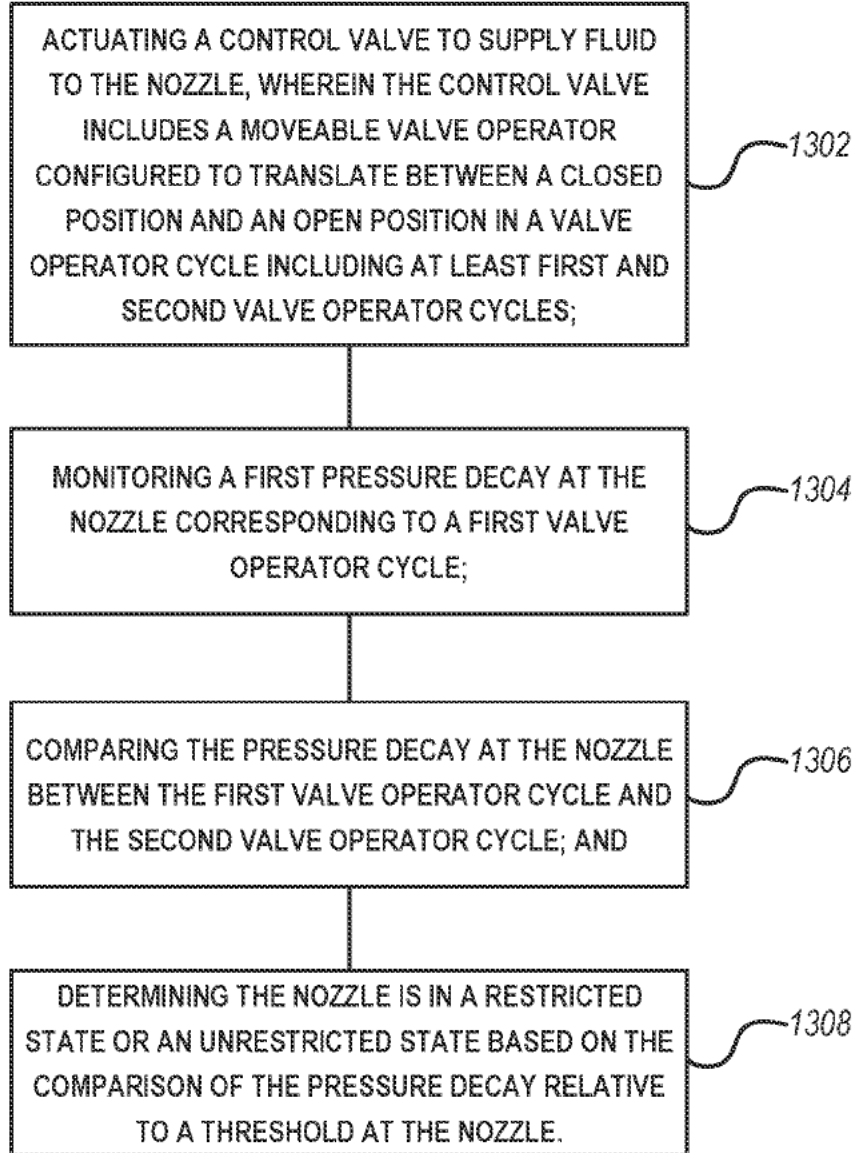 ACTUATING A CONTROL VALVE TO SUPPLY FLUID
TO THE NOZZLE, WHEREIN THE CONTROL VALVE
INCLUDES A MOVEABLE VALVE OPERATOR
CONFIGURED TO TRANSLATE BETWEEN A CLOSED
POSITION AND AN OPEN POSITION IN A VALVE
OPERATOR CYCLE INCLUDING AT LEAST FIRST AND
SECOND VALVE OPERATOR CYCLES;
1302
MONITORING A FIRST PRESSURE DECAY AT THE
NOZZLE CORRESPONDING TO A FIRST VALVE
OPERATOR CYCLE;
1304
COMPARING THE PRESSURE DECAY AT THE NOZZLE
BETWEEN THE FIRST VALVE OPERATOR CYCLE AND
THE SECOND VALVE OPERATOR CYCLE; AND
1306
DETERMINING THE NOZZLE IS IN A RESTRICTED
STATE OR AN UNRESTRICTED STATE BASED ON THE
COMPARISON OF THE PRESSURE DECAY RELATIVE
TO A THRESHOLD AT THE NOZZLE.
1308